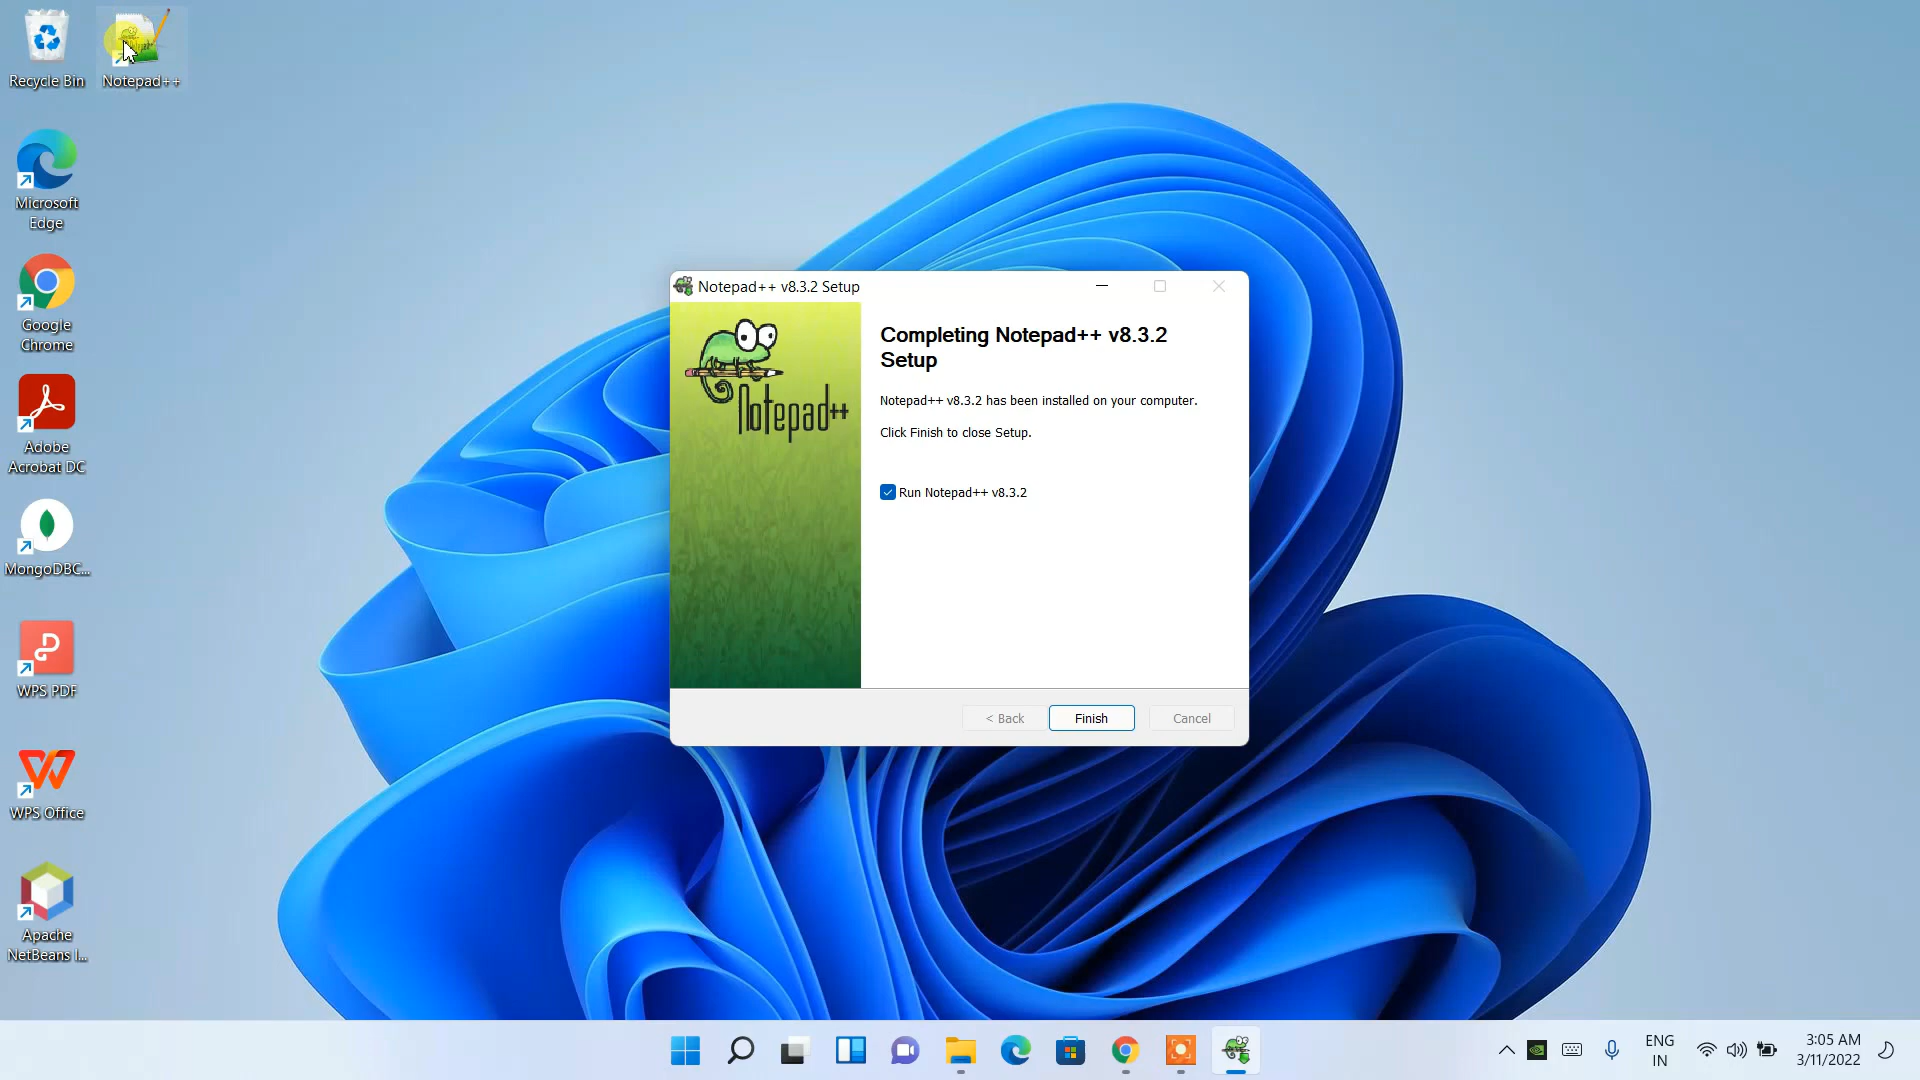 Recycle Bin
Notepad++
Microsoft
Edge
Google
Chrome
Adobe
Acrobat DC
MongoDBC...
WPS PDF
WPS Office
Apache
NetBeans I...
Notepad++ v8.3.2 Setup
Notepad++
Completing Notepad++ v8.3.2
Setup
Notepad++ v8.3.2 has been installed on your computer.
Click Finish to close Setup.
Run Notepad++ v8.3.2
< Back
Finish
Cancel
ENG
IN
3:05 AM
3/11/2022